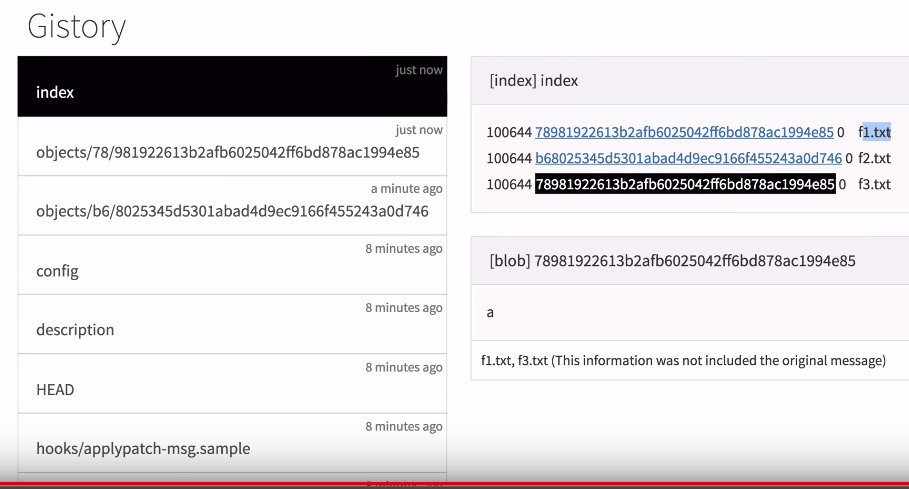 Gistory
just now
index
just now
objects/78/981922613b2afb6025042ff6bd878ac1994e85
a minute ago
objects/b6/8025345d5301abad4d9ec9166f455243a0d746
8 minutes ago
config
8 minutes ago
description
8 minutes ago
HEAD
8 minutes ago
hooks/applypatch-msg.sample
8 minutes ago
[index] index
100644 78981922613b2afb6025042ff6bd878ac1994e85 0 f1.txt
100644 b68025345d5301abad4d9ec9166f455243a0d746 0 f2.txt
100644 78981922613b2afb6025042ff6bd878ac1994e85 0 f3.txt
[blob] 78981922613b2afb6025042ff6bd878ac1994e85
a
f1.txt, f3.txt (This information was not included the original message)